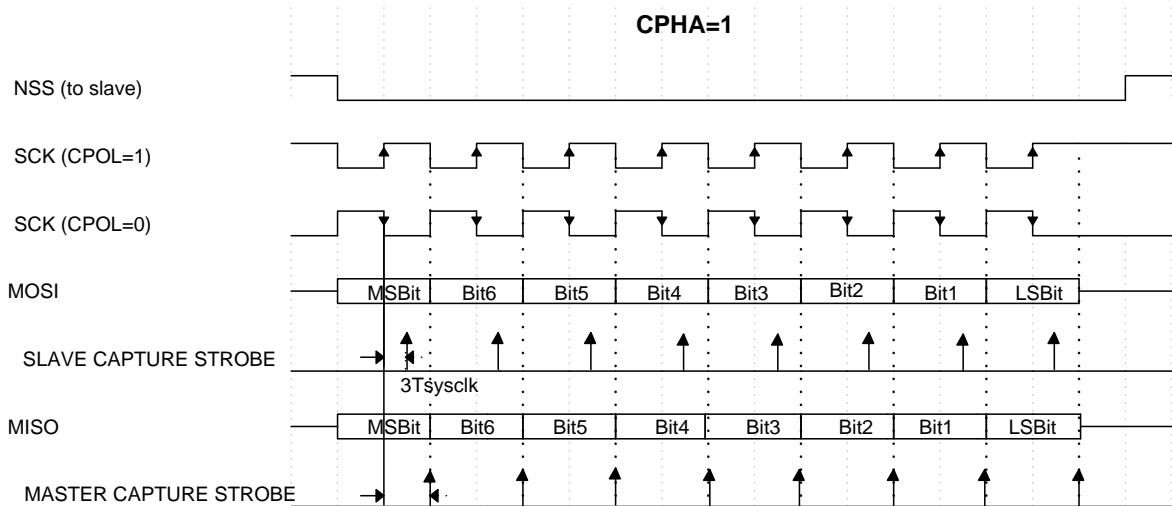 CPHA=1
NSS (to slave)
SCK (CPOL=1)
SCK (CPOL=0)
MOSI
MSBit Bit6 Bit5 Bit4 Bit3 Bit2 Bit1 LSBit
SLAVE CAPTURE STROBE
3Tsysclk
MISO
MSBit Bit6 Bit5 Bit4 Bit3 Bit2 Bit1 LSBit
MASTER CAPTURE STROBE